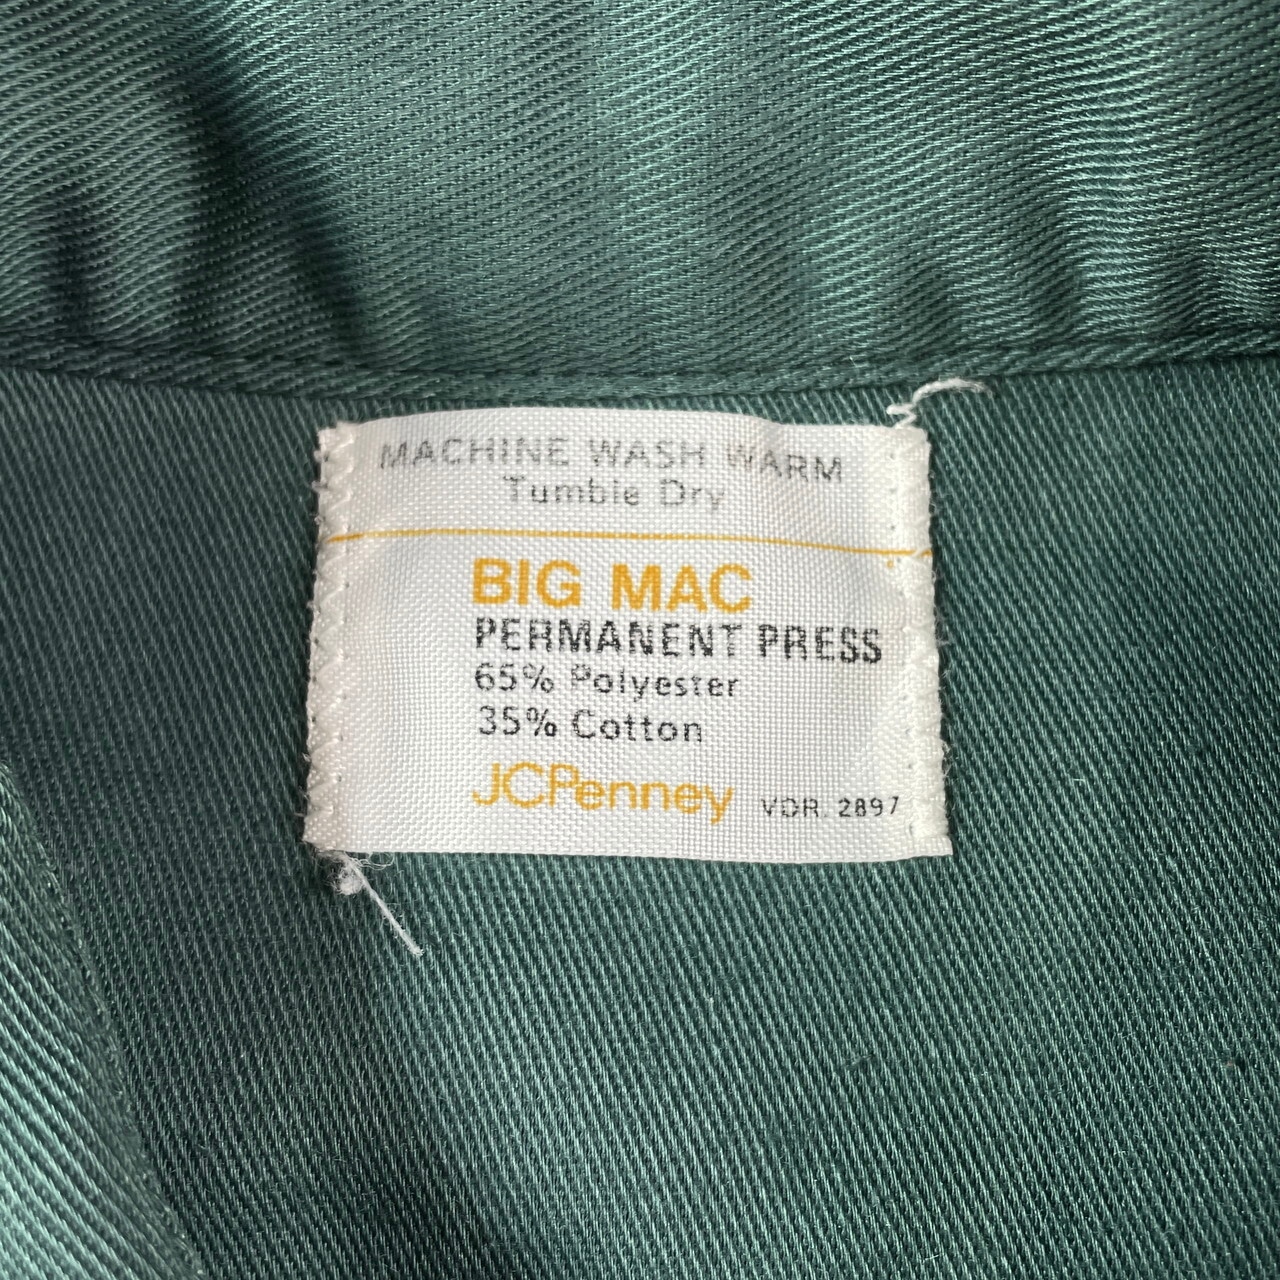 MACHINE WASH WARM
Tumble Dry
BIG MAC
PERMANENT PRESS
65% Polyester
35% Cotton
JCPenney VDR. 2897